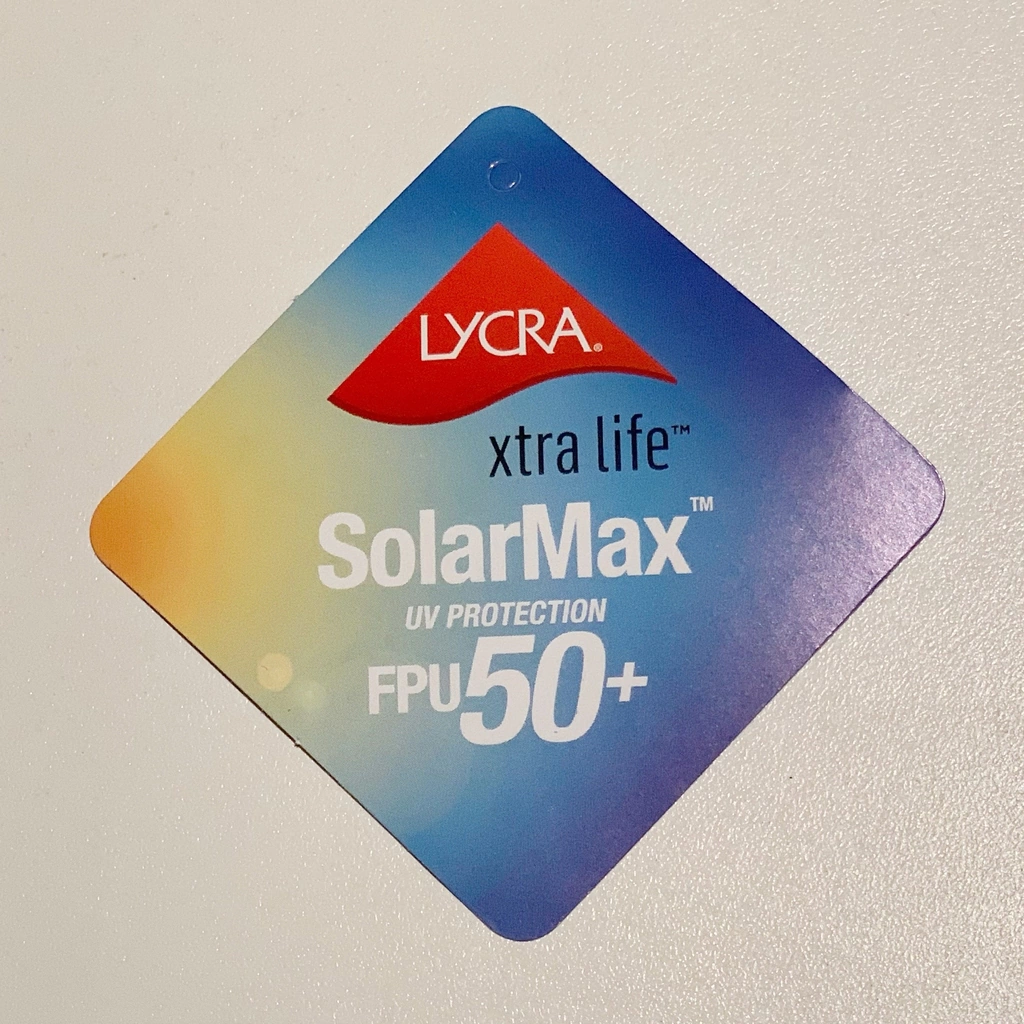 LYCRA®
xtra life™
SolarMax™
UV PROTECTION
FPU50+